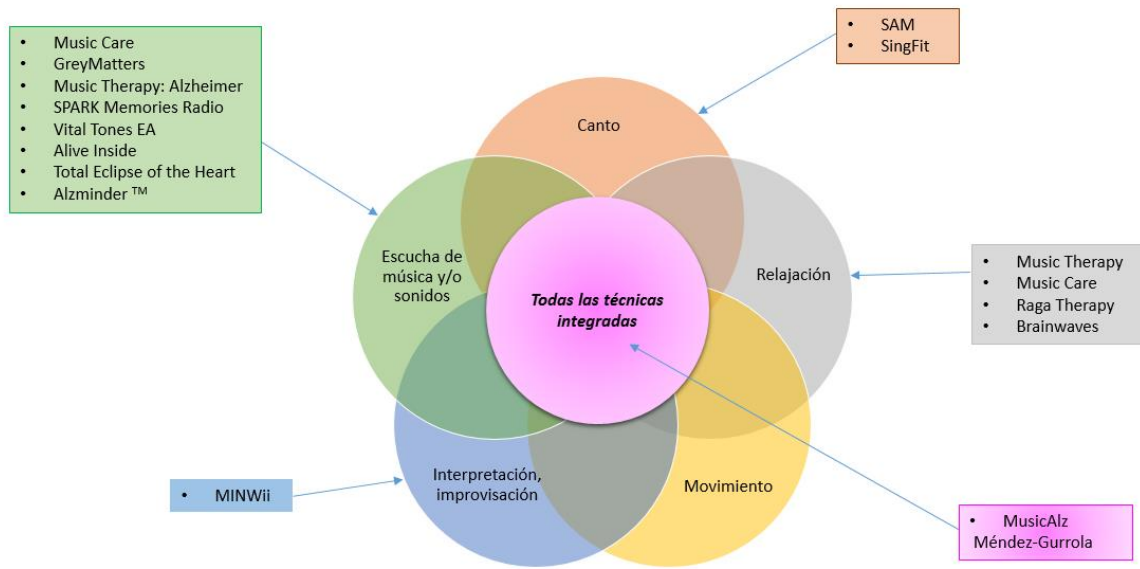 • Music Care
• GreyMatters
• Music Therapy: Alzheimer
• SPARK Memories Radio
• Vital Tones EA
• Alive Inside
• Total Eclipse of the Heart
• Alzminder TM
• SAM
• SingFit
Canto
Escucha de
música y/o
sonidos
Todas las técnicas
integradas
Relajación
• Music Therapy
• Music Care
• Raga Therapy
• Brainwaves
• MINWii
Interpretación,
improvisación
Movimiento
• MusicAlz
Méndez-Gurrola